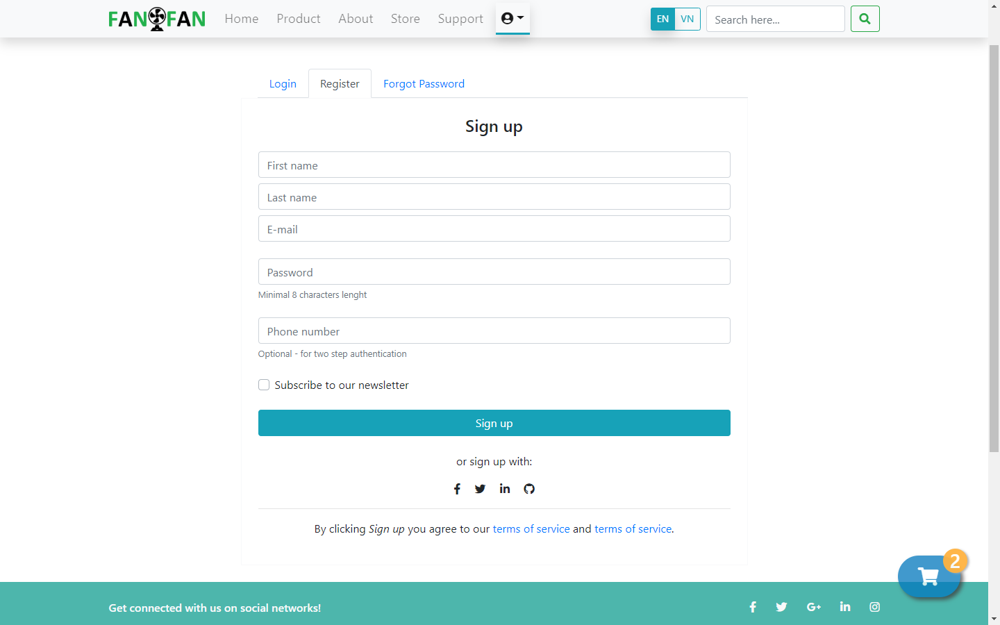 FAN FAN Home Product About Store Support EN VN Search here...
Login Register Forgot Password
Sign up
First name
Last name
E-mail
Password
Minimal 8 characters lenght
Phone number
Optional - for two step authentication
Subscribe to our newsletter
Sign up
or sign up with:
By clicking Sign up you agree to our terms of service and terms of service.
2
Get connected with us on social networks!